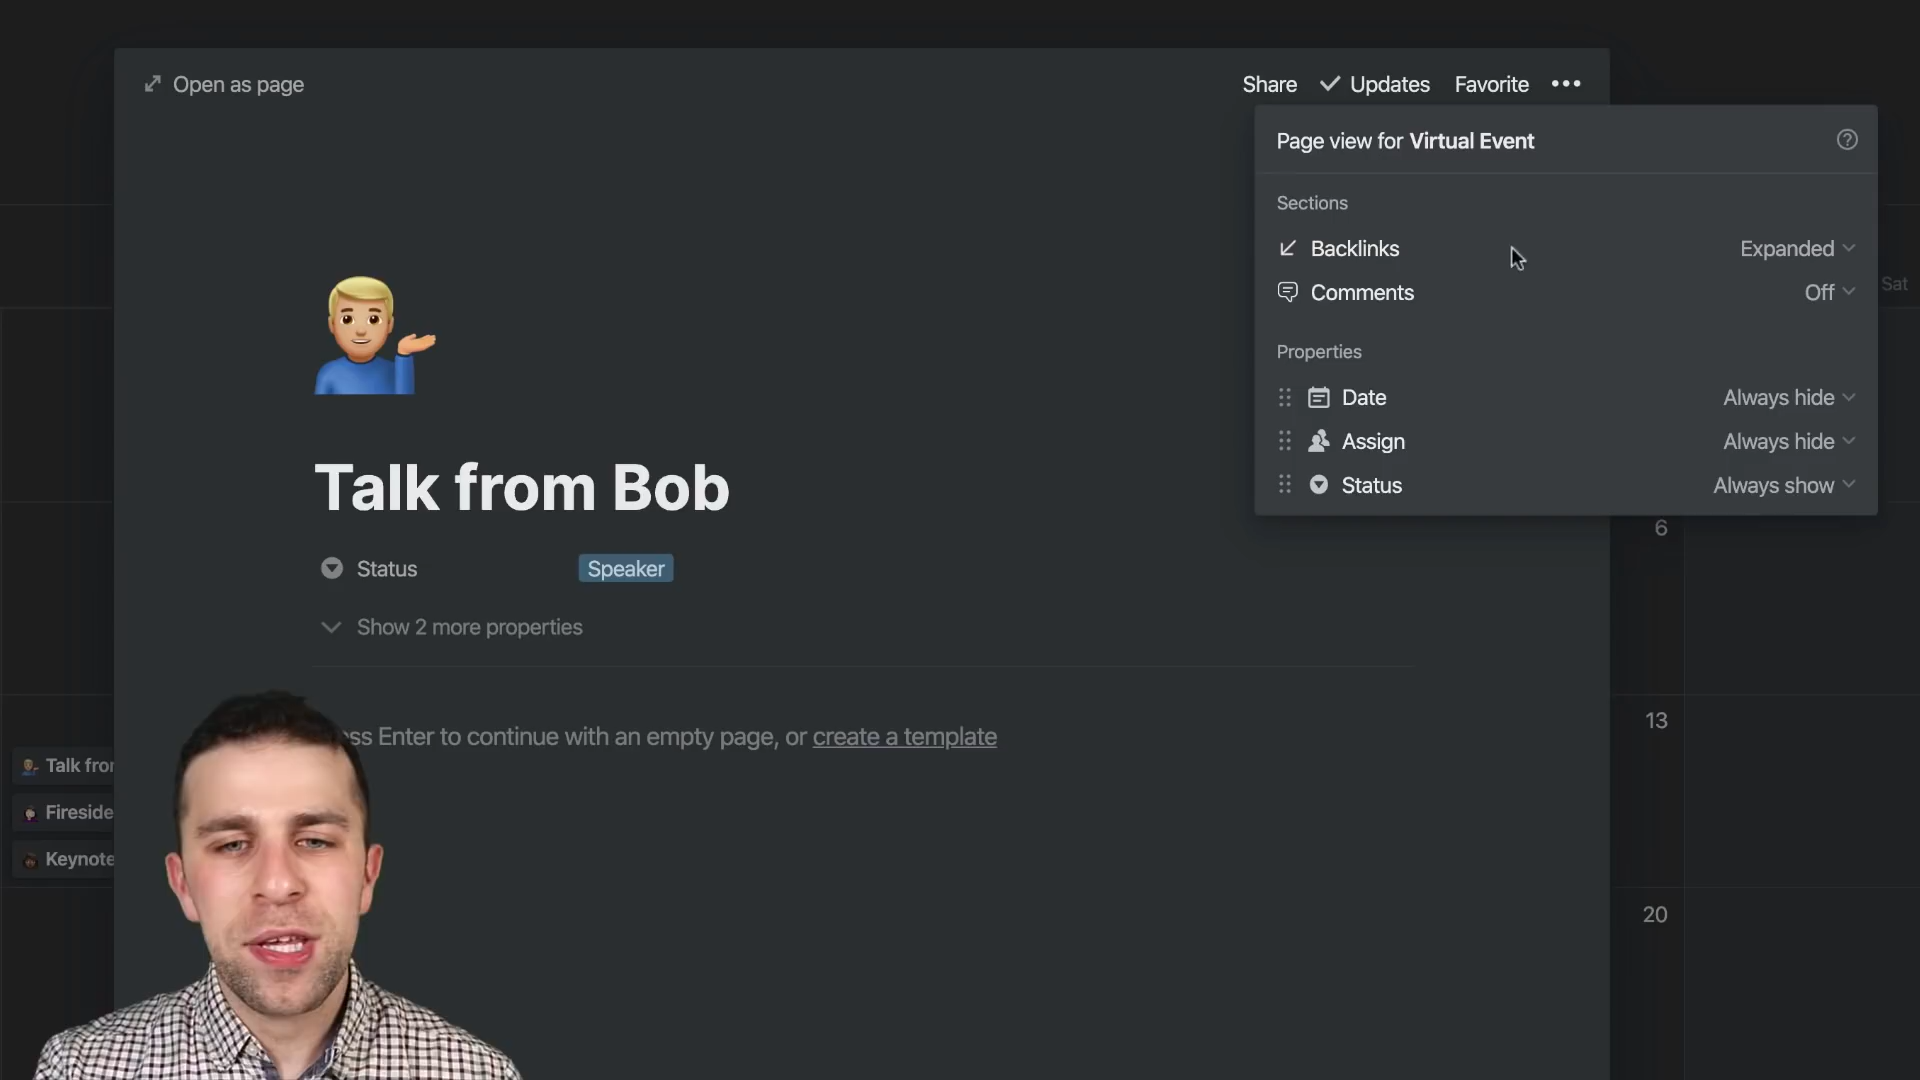 Open as page
Share Updates Favorite
Page view for Virtual Event
Sections
Backlinks Expanded
Comments Off
Sat
Properties
Date Always hide
Assign Always hide
Status Always show
Talk from Bob
6
Status Speaker
Show 2 more properties
13
ss Enter to continue with an empty page, or create a template
Talk fro
Fireside
Keynote
20